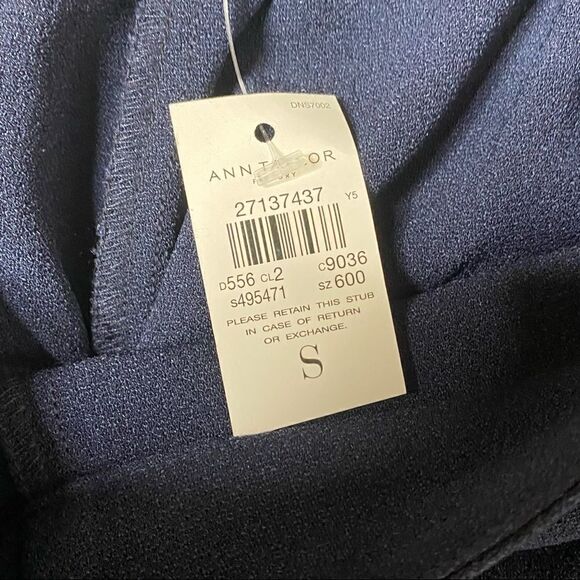 DNS7002
ANN
27137437 Y5
D556 CL2 C9036
S495471 SZ 600
PLEASE RETAIN THIS STUB
IN CASE OF RETURN
OR EXCHANGE.
S